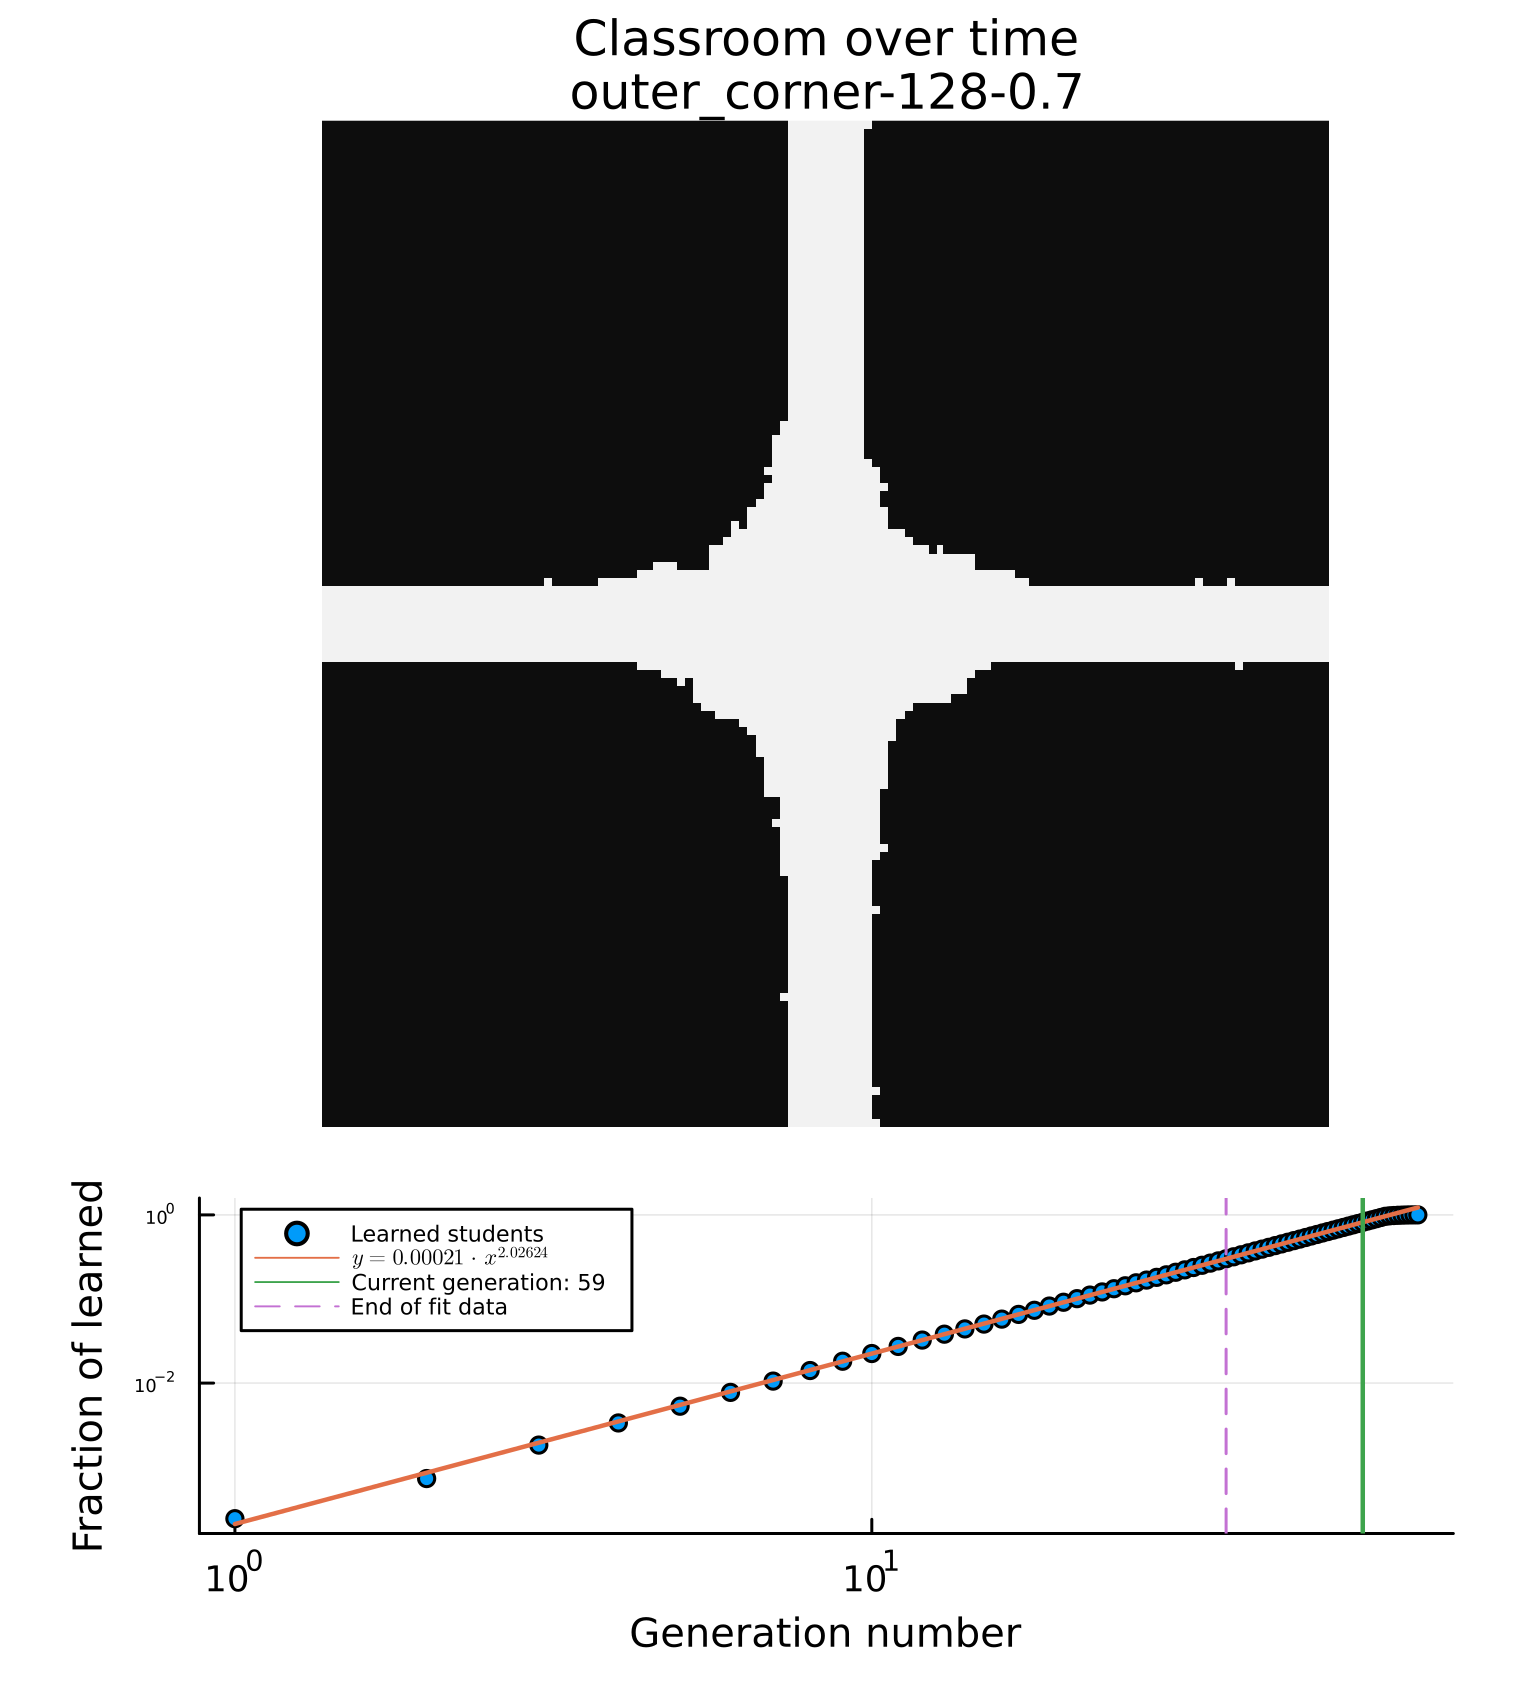 Classroom over time
outer_corner-128-0.7
Fraction of learned
10⁰
10⁻²
Learned students
y = 0.00021 · x^2.02624
Current generation: 59
End of fit data
10⁰
10¹
Generation number